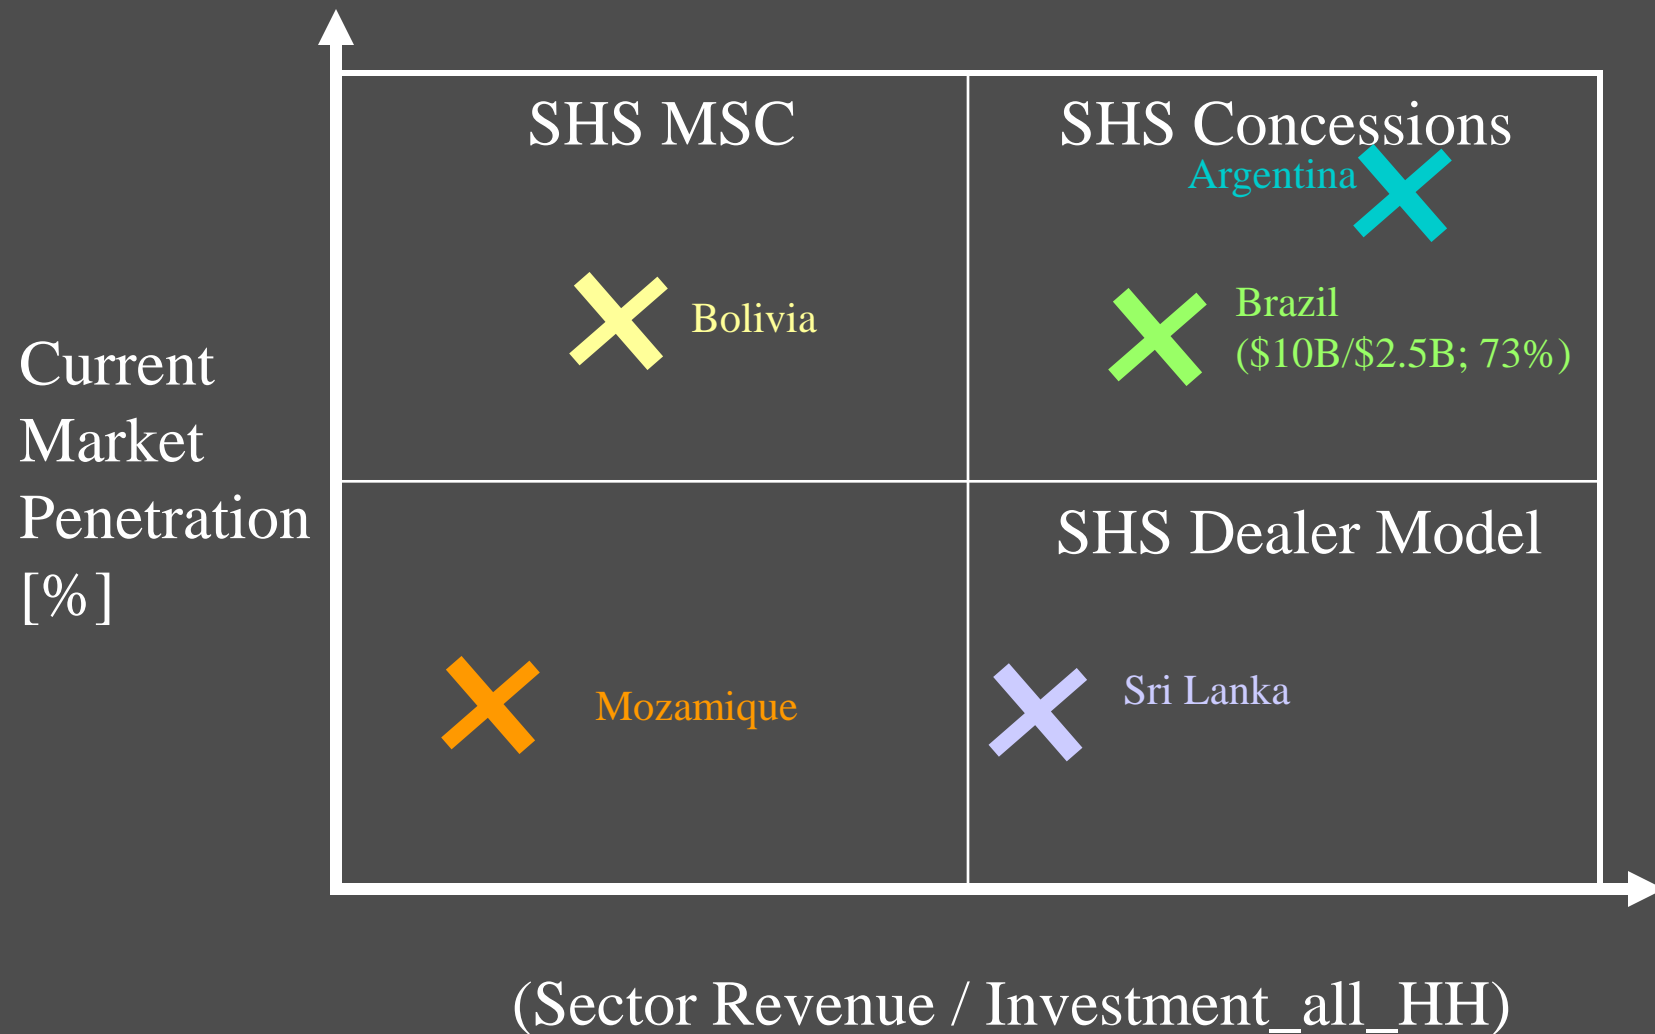 SHS MSC
SHS Concessions
Argentina
Bolivia
Brazil
($10B/$2.5B; 73%)
Current
Market
Penetration
[%]
SHS Dealer Model
Mozamique
Sri Lanka
(Sector Revenue / Investment_all_HH)